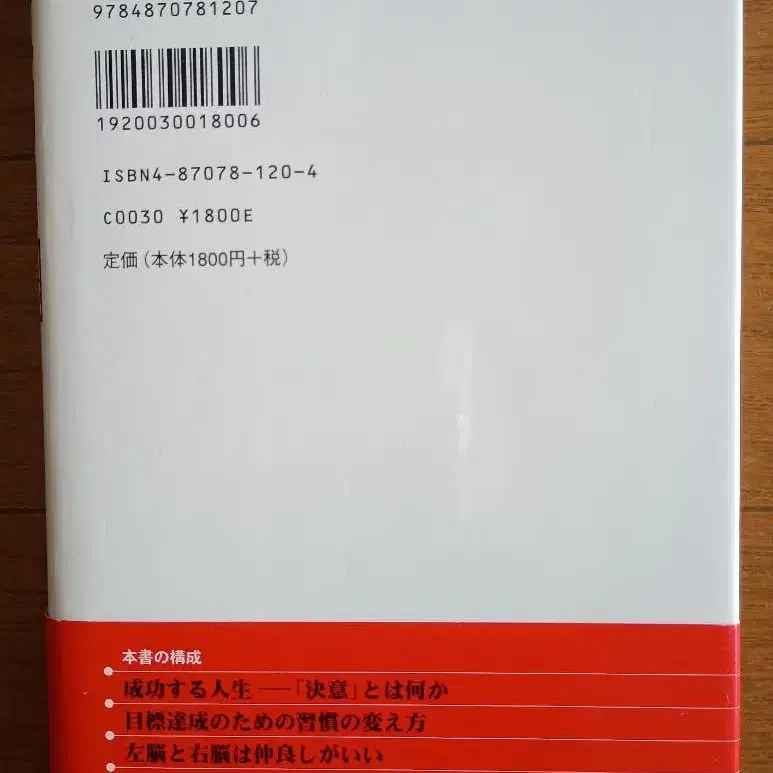 9784870781207
1920030018006
ISBN4-87078-120-4
C0030 ¥1800E
定価(本体1800円+税)
本書の構成
成功する人生──「決意」とは何か
目標達成のための習慣の変え方
左脳と右脳は仲良しがいい